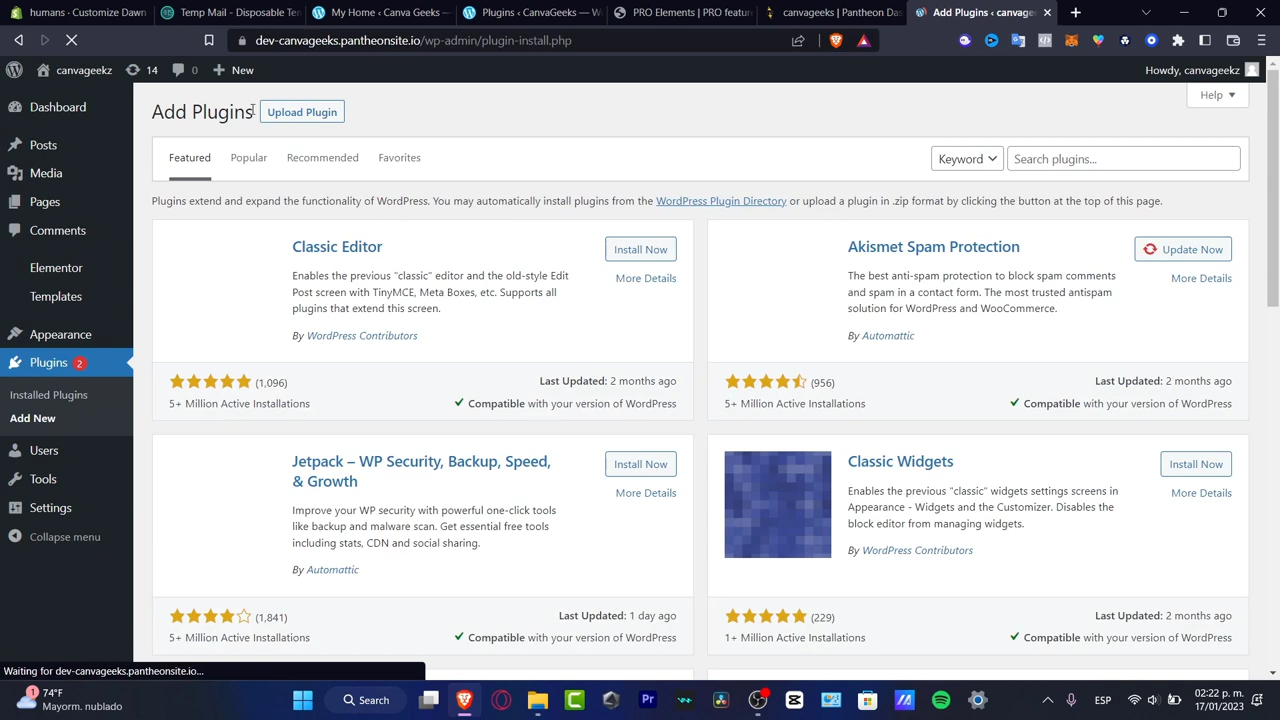 humans - Customize Dawn
Temp Mail - Disposable Ten
My Home ‹ Canva Geeks —
Plugins ‹ CanvaGeeks — W
PRO Elements | PRO featur
canvageeks | Pantheon Das
Add Plugins ‹ canvageeks
dev-canvageeks.pantheonsite.io/wp-admin/plugin-install.php
canvageekz
14
0
New
Howdy, canvageekz
Dashboard
Posts
Media
Pages
Comments
Elementor
Templates
Appearance
Plugins 2
Installed Plugins
Add New
Users
Tools
Settings
Collapse menu
Add Plugins
Upload Plugin
Help
Featured
Popular
Recommended
Favorites
Keyword
Search plugins...
Plugins extend and expand the functionality of WordPress. You may automatically install plugins from the WordPress Plugin Directory or upload a plugin in .zip format by clicking the button at the top of this page.
Classic Editor
Install Now
More Details
Enables the previous "classic" editor and the old-style Edit
Post screen with TinyMCE, Meta Boxes, etc. Supports all
plugins that extend this screen.
By WordPress Contributors
(1,096)
Last Updated: 2 months ago
5+ Million Active Installations
Compatible with your version of WordPress
Akismet Spam Protection
Update Now
More Details
The best anti-spam protection to block spam comments
and spam in a contact form. The most trusted antispam
solution for WordPress and WooCommerce.
By Automattic
(956)
Last Updated: 2 months ago
5+ Million Active Installations
Compatible with your version of WordPress
Jetpack – WP Security, Backup, Speed,
& Growth
Install Now
More Details
Improve your WP security with powerful one-click tools
like backup and malware scan. Get essential free tools
including stats, CDN and social sharing.
By Automattic
(1,841)
Last Updated: 1 day ago
5+ Million Active Installations
Compatible with your version of WordPress
Classic Widgets
Install Now
More Details
Enables the previous "classic" widgets settings screens in
Appearance - Widgets and the Customizer. Disables the
block editor from managing widgets.
By WordPress Contributors
(229)
Last Updated: 2 months ago
1+ Million Active Installations
Compatible with your version of WordPress
Waiting for dev-canvageeks.pantheonsite.io...
1
74°F
Mayorm. nublado
Search
Pr
ESP
02:22 p. m.
17/01/2023